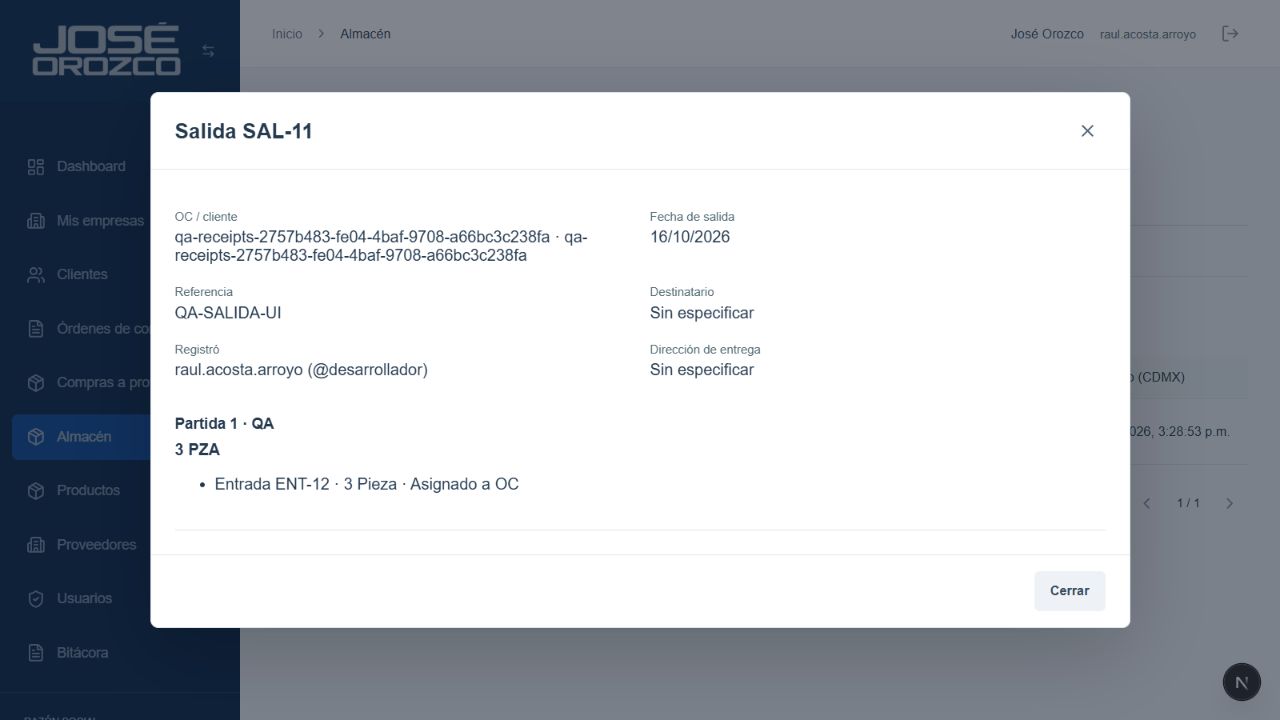 JOSÉ
OROZCO
Inicio
Almacén
José Orozco
raul.acosta.arroyo
Dashboard
Mis empresas
Clientes
Órdenes de co
Compras a pro
Almacén
Productos
Proveedores
Usuarios
Bitácora
Salida SAL-11
OC / cliente
qa-receipts-2757b483-fe04-4baf-9708-a66bc3c238fa · qa-
receipts-2757b483-fe04-4baf-9708-a66bc3c238fa
Fecha de salida
16/10/2026
Referencia
QA-SALIDA-UI
Destinatario
Sin especificar
Registró
raul.acosta.arroyo (@desarrollador)
Dirección de entrega
Sin especificar
Partida 1 · QA
3 PZA
• Entrada ENT-12 · 3 Pieza · Asignado a OC
Cerrar
(CDMX)
026, 3:28:53 p.m.
1 / 1
N